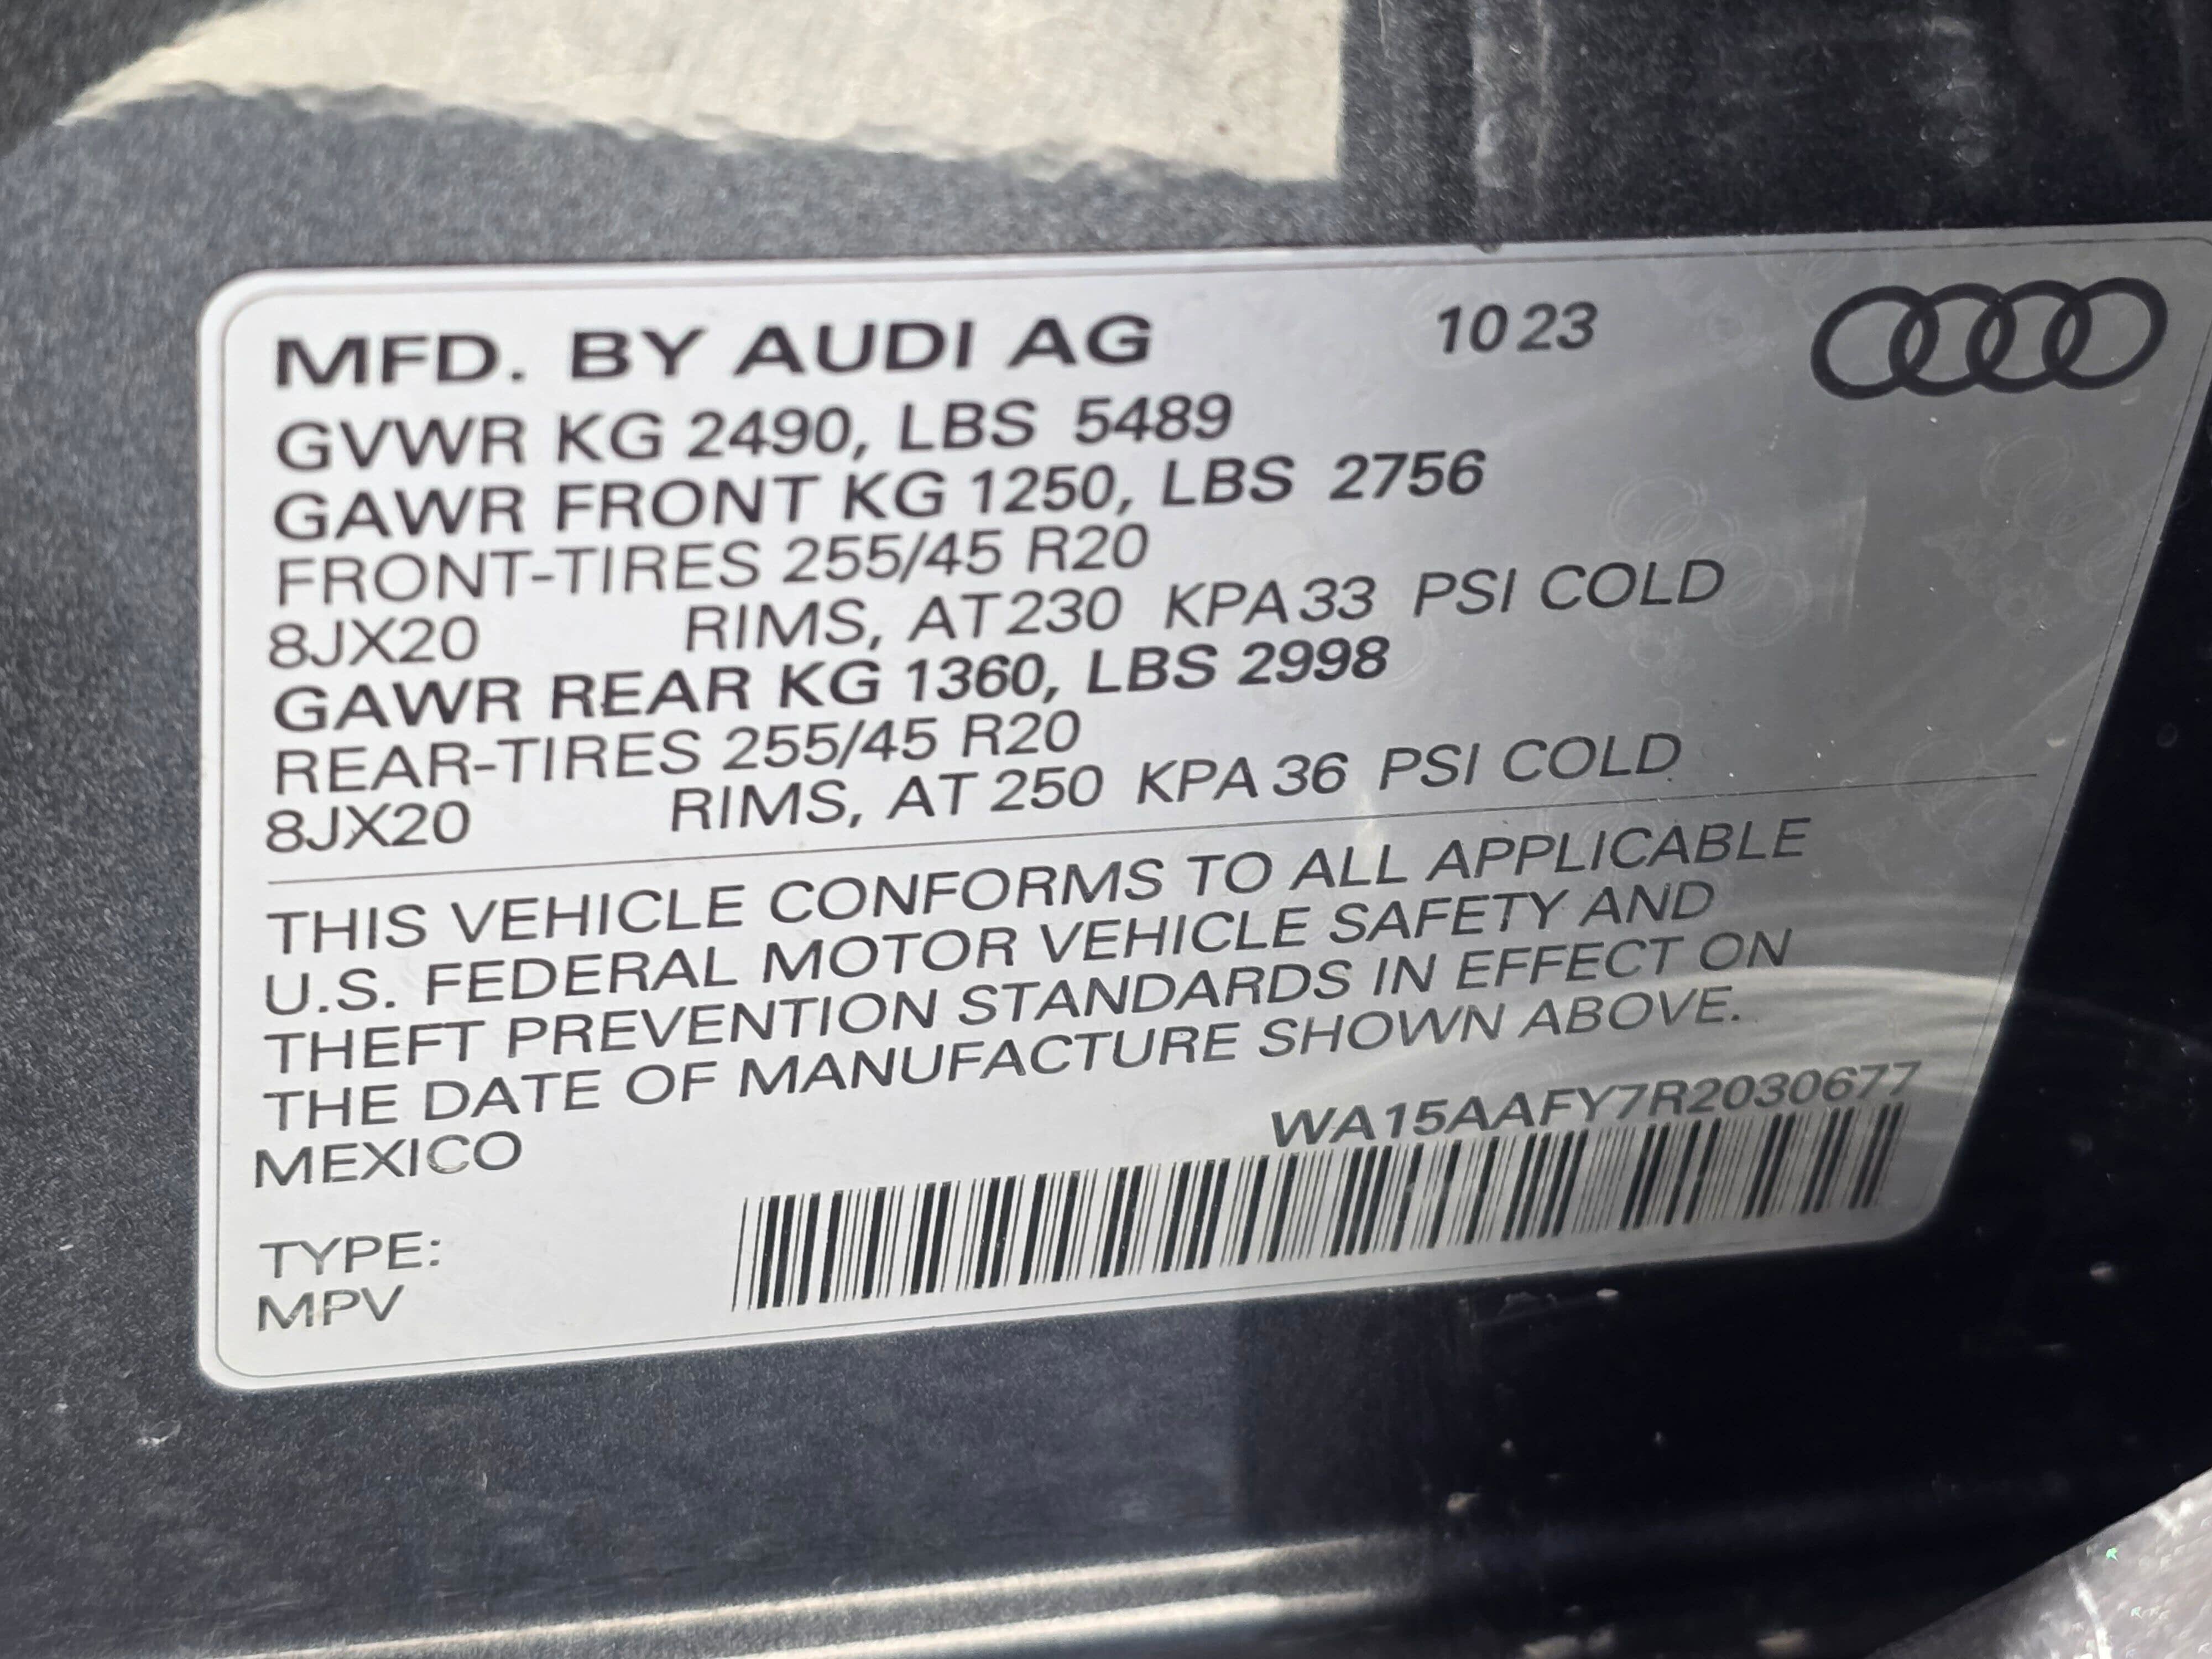 MFD. BY AUDI AG 10 23
GVWR KG 2490, LBS 5489
GAWR FRONT KG 1250, LBS 2756
FRONT-TIRES 255/45 R20
8JX20 RIMS, AT 230 KPA 33 PSI COLD
GAWR REAR KG 1360, LBS 2998
REAR-TIRES 255/45 R20
8JX20 RIMS, AT 250 KPA 36 PSI COLD
THIS VEHICLE CONFORMS TO ALL APPLICABLE
U.S. FEDERAL MOTOR VEHICLE SAFETY AND
THEFT PREVENTION STANDARDS IN EFFECT ON
THE DATE OF MANUFACTURE SHOWN ABOVE.
MEXICO WA15AAFY7R2030677
TYPE:
MPV